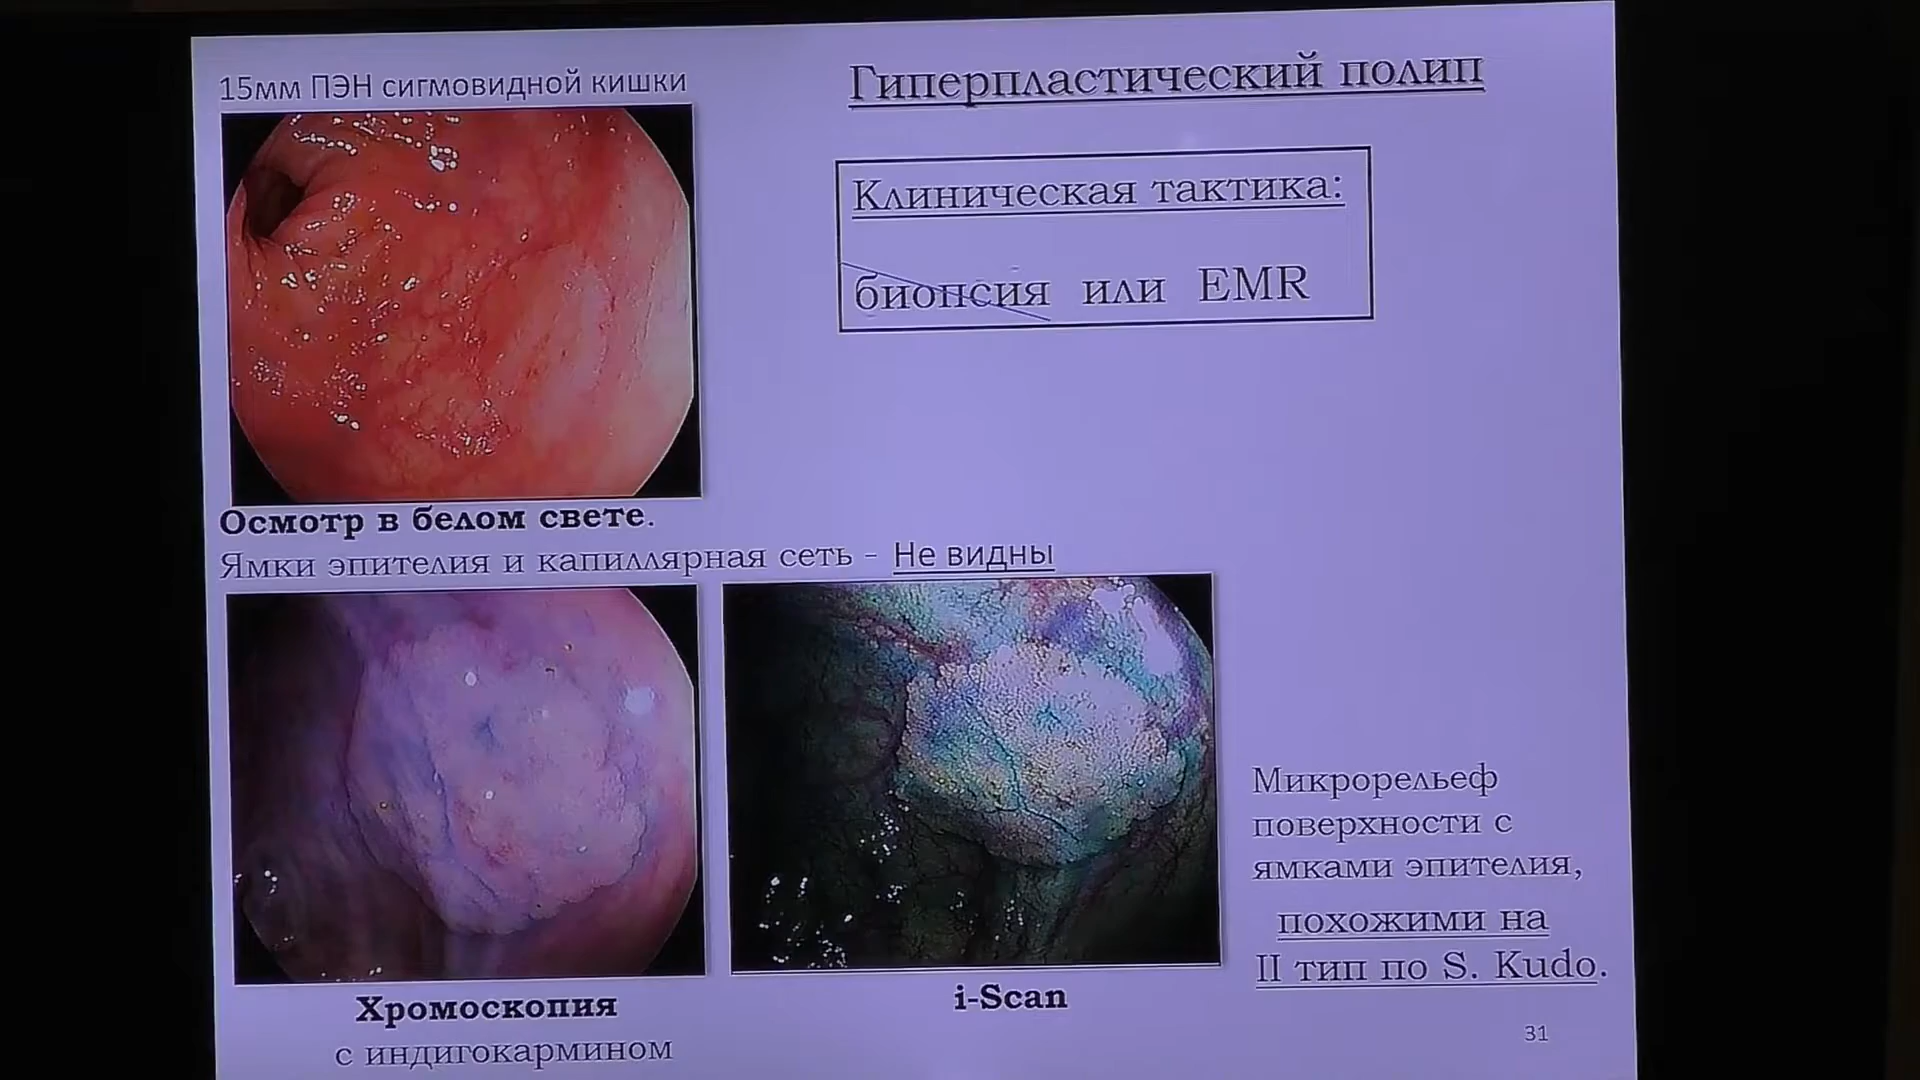 15мм ПЭН сигмовидной кишки
Гиперпластический полип
Клиническая тактика:
биопсия или EMR
Осмотр в белом свете.
Ямки эпителия и капиллярная сеть - Не видны
Хромоскопия
с индигокармином
i-Scan
Микрорельеф
поверхности с
ямками эпителия,
похожими на
II тип по S. Kudo.
31